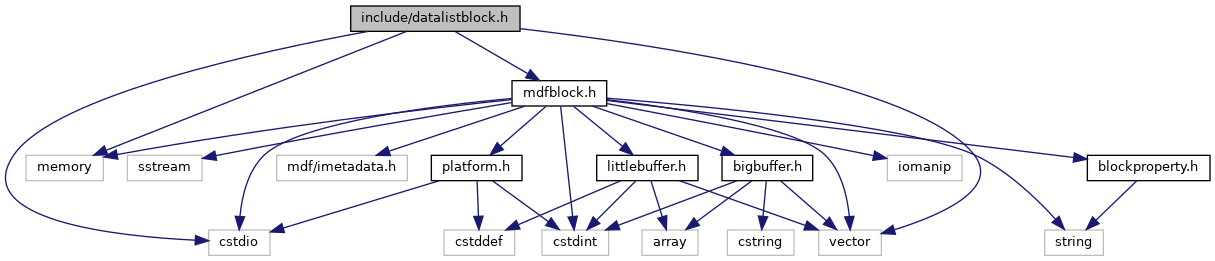 include/datalistblock.h
mdfblock.h
memory
sstream
mdf/imetadata.h
platform.h
littlebuffer.h
bigbuffer.h
iomanip
blockproperty.h
cstdio
cstddef
cstdint
array
cstring
vector
string